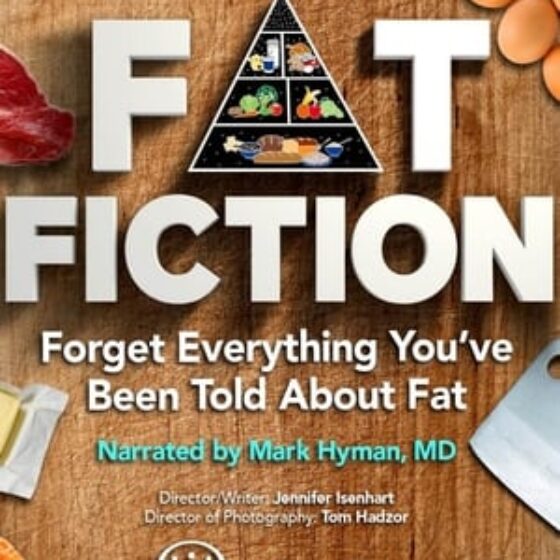 FAT
FICTION
Forget Everything You've
Been Told About Fat
Narrated by Mark Hyman, MD
Director/Writer: Jennifer Isenhart
Director of Photography: Tom Hadzor